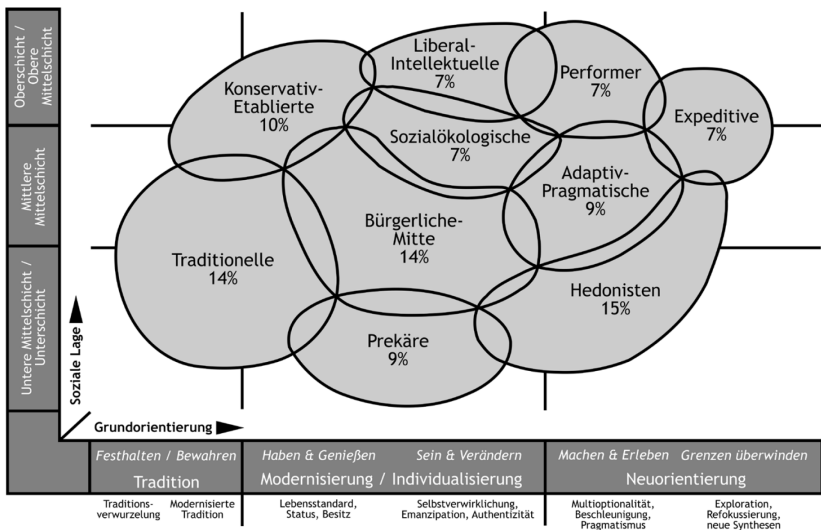 Oberschicht /
Obere
Mittelschicht
Mittlere
Mittelschicht
Untere Mittelschicht /
Unterschicht
Soziale Lage
Konservativ-
Etablierte
10%
Liberal-
Intellektuelle
7%
Performer
7%
Expeditive
7%
Sozialökologische
7%
Adaptiv-
Pragmatische
9%
Traditionelle
14%
Bürgerliche-
Mitte
14%
Hedonisten
15%
Prekäre
9%
Grundorientierung
Festhalten / Bewahren
Tradition
Haben & Genießen
Sein & Verändern
Modernisierung / Individualisierung
Machen & Erleben
Grenzen überwinden
Neuorientierung
Traditions-
verwurzelung
Modernisierte
Tradition
Lebensstandard,
Status, Besitz
Selbstverwirklichung,
Emanzipation, Authentizität
Multioptionalität,
Beschleunigung,
Pragmatismus
Exploration,
Refokussierung,
neue Synthesen